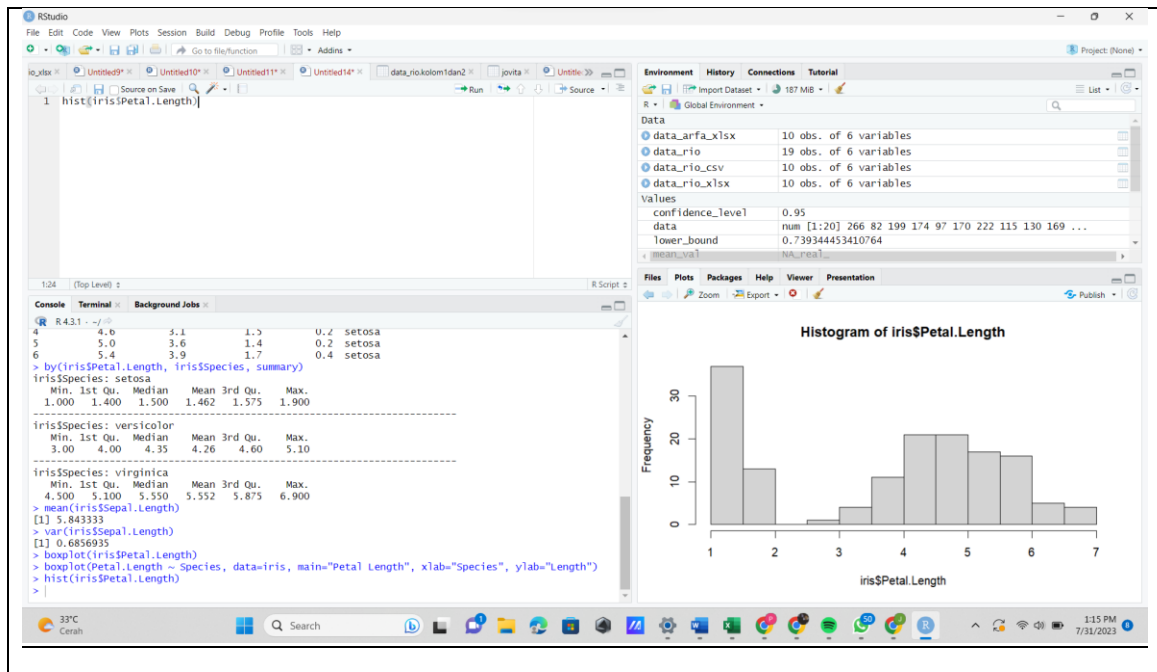 RStudio
File Edit Code View Plots Session Build Debug Profile Tools Help
Go to file/function Addins Project: (None)
io_xlsx Untitled9* Untitled10* Untitled11* Untitled14* data_rio.kolom1dan2 jovita Untitle
Source on Save Run Source
1 hist(iris$Petal.Length)
1:24 (Top Level) R Script
Console Terminal Background Jobs
R 4.3.1 · ~/
4 4.6 3.1 1.5 0.2 setosa
5 5.0 3.6 1.4 0.2 setosa
6 5.4 3.9 1.7 0.4 setosa
> by(iris$Petal.Length, iris$Species, summary)
iris$Species: setosa
Min. 1st Qu. Median Mean 3rd Qu. Max.
1.000 1.400 1.500 1.462 1.575 1.900
------------------------------------------------------------------------
iris$Species: versicolor
Min. 1st Qu. Median Mean 3rd Qu. Max.
3.00 4.00 4.35 4.26 4.60 5.10
------------------------------------------------------------------------
iris$Species: virginica
Min. 1st Qu. Median Mean 3rd Qu. Max.
4.500 5.100 5.550 5.552 5.875 6.900
> mean(iris$Sepal.Length)
[1] 5.843333
> var(iris$Sepal.Length)
[1] 0.6856935
> boxplot(iris$Petal.Length)
> boxplot(Petal.Length ~ Species, data=iris, main="Petal Length", xlab="Species", ylab="Length")
> hist(iris$Petal.Length)
>
Environment History Connections Tutorial
Import Dataset 187 MiB List
R Global Environment
Data
data_arfa_xlsx 10 obs. of 6 variables
data_rio 19 obs. of 6 variables
data_rio_csv 10 obs. of 6 variables
data_rio_xlsx 10 obs. of 6 variables
Values
confidence_level 0.95
data num [1:20] 266 82 199 174 97 170 222 115 130 169 ...
lower_bound 0.739344453410764
mean_val NA_real_
Files Plots Packages Help Viewer Presentation
Zoom Export Publish
Histogram of iris$Petal.Length
Frequency
30
20
10
0
1 2 3 4 5 6 7
iris$Petal.Length
33°C
Cerah
Search
50
1:15 PM
7/31/2023
8